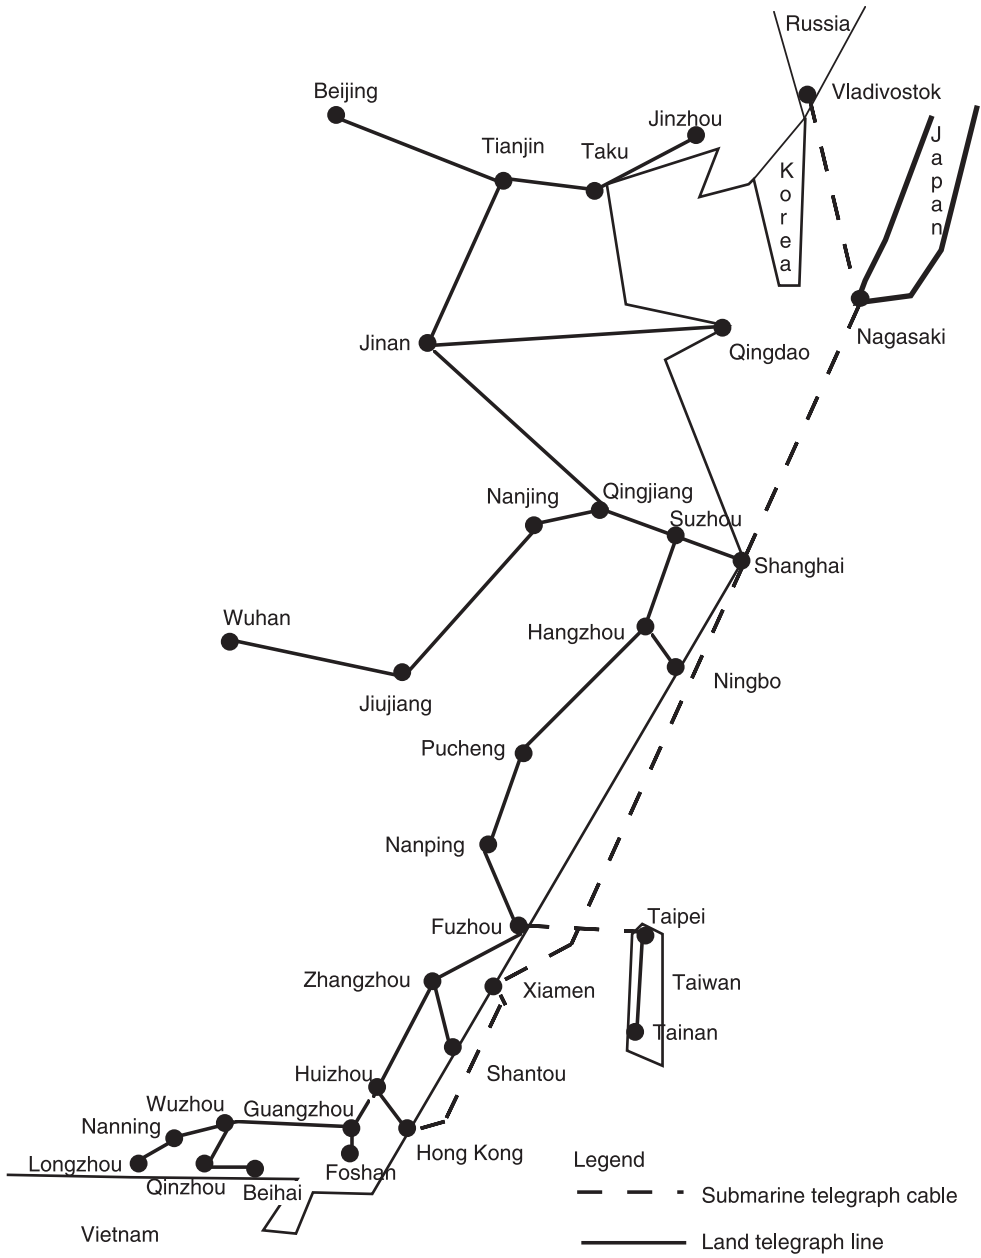 Russia
Beijing
Vladivostok
Jinzhou
Tianjin
Taku
Japan
Korea
Nagasaki
Jinan
Qingdao
Nanjing
Qingjiang
Suzhou
Shanghai
Wuhan
Hangzhou
Ningbo
Jiujiang
Pucheng
Nanping
Taipei
Fuzhou
Zhangzhou
Xiamen
Taiwan
Tainan
Huizhou
Shantou
Wuzhou
Guangzhou
Nanning
Hong Kong
Longzhou
Foshan
Qinzhou
Beihai
Vietnam
Legend
Submarine telegraph cable
Land telegraph line